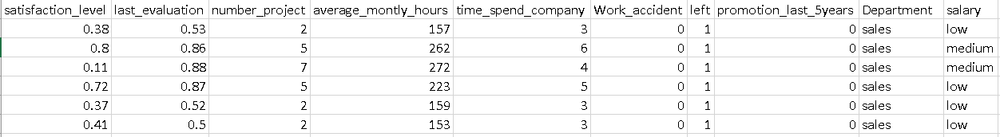 satisfaction_level last_evaluation number_project average_montly_hours time_spend_company Work_accident left promotion_last_5years Department salary
0.38 0.53 2 157 3 0 1 0 sales low
0.8 0.86 5 262 6 0 1 0 sales medium
0.11 0.88 7 272 4 0 1 0 sales medium
0.72 0.87 5 223 5 0 1 0 sales low
0.37 0.52 2 159 3 0 1 0 sales low
0.41 0.5 2 153 3 0 1 0 sales low